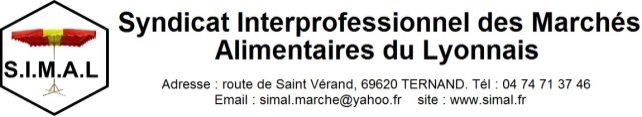 Syndicat Interprofessionnel des Marchés
Alimentaires du Lyonnais
S.I.M.A.L
Adresse : route de Saint Vérand, 69620 TERNAND. Tél : 04 74 71 37 46
Email : simal.marche@yahoo.fr site : www.simal.fr